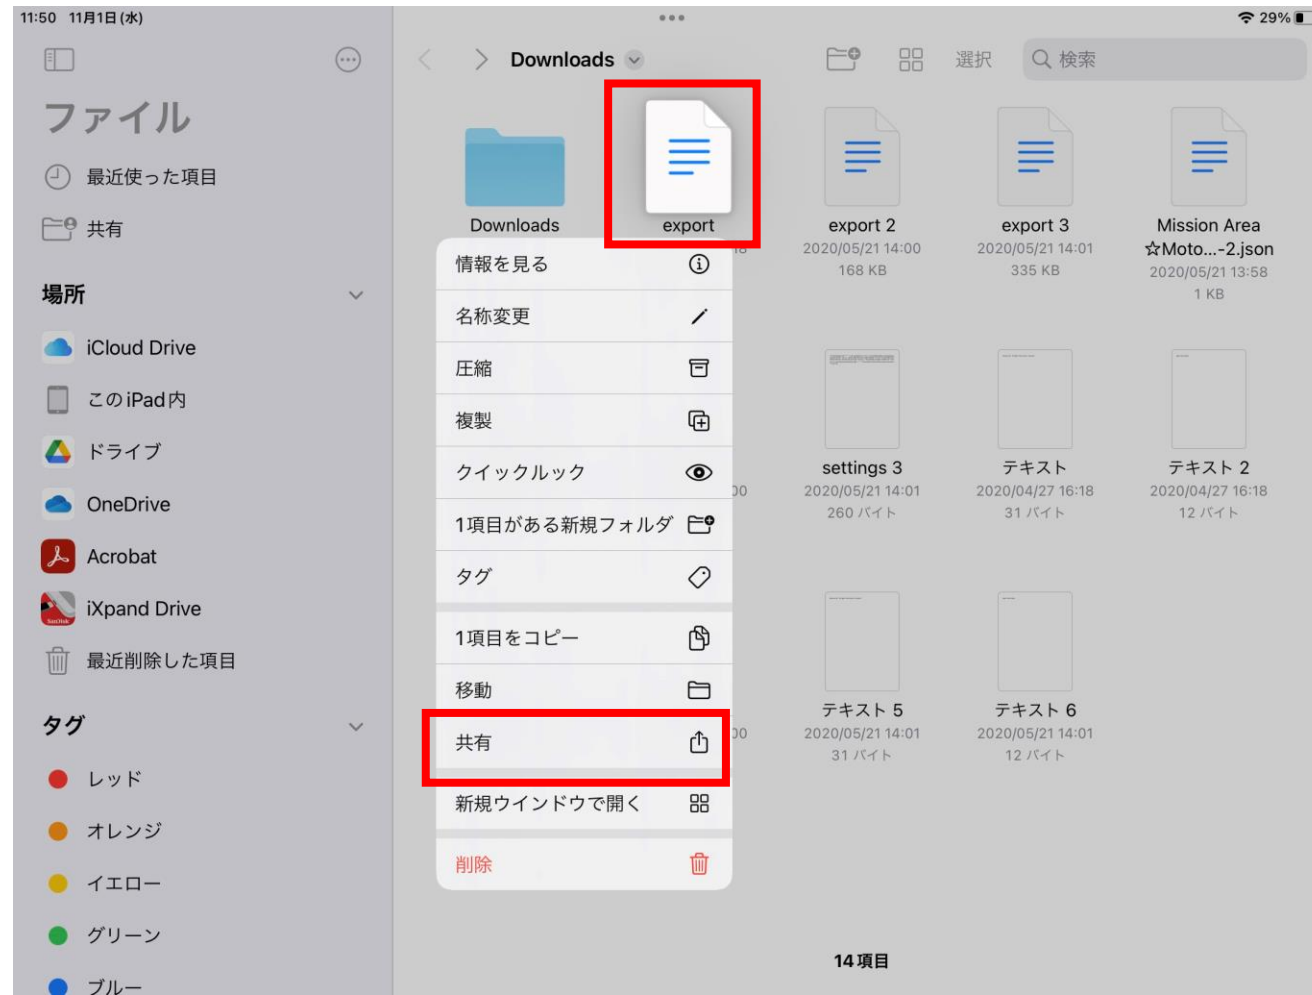 11:50 11月1日(水)
29%
Downloads
選択
検索
ファイル
最近使った項目
共有
場所
iCloud Drive
このiPad内
ドライブ
OneDrive
Acrobat
iXpand Drive
最近削除した項目
タグ
レッド
オレンジ
イエロー
グリーン
ブルー
Downloads
export
export 2
2020/05/21 14:00
168 KB
export 3
2020/05/21 14:01
335 KB
Mission Area
☆Moto...-2.json
2020/05/21 13:58
1 KB
情報を見る
名称変更
圧縮
複製
クイックルック
1項目がある新規フォルダ
タグ
1項目をコピー
移動
共有
新規ウインドウで開く
削除
settings 3
2020/05/21 14:01
260 バイト
テキスト
2020/04/27 16:18
31 バイト
テキスト 2
2020/04/27 16:18
12 バイト
テキスト 5
2020/05/21 14:01
31 バイト
テキスト 6
2020/05/21 14:01
12 バイト
14項目